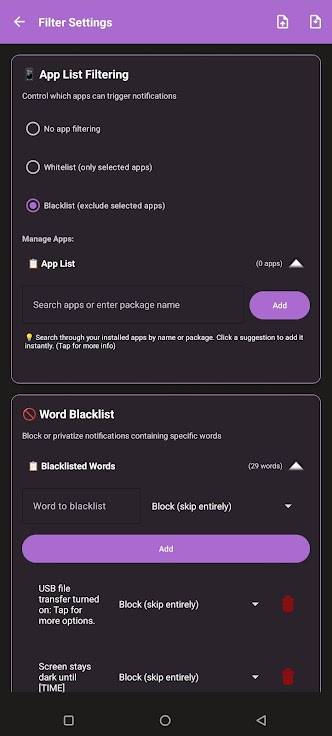 Filter Settings
📱 App List Filtering
Control which apps can trigger notifications
No app filtering
Whitelist (only selected apps)
Blacklist (exclude selected apps)
Manage Apps:
📋 App List (0 apps)
Search apps or enter package name Add
💡 Search through your installed apps by name or package. Click a suggestion to add it
instantly. (Tap for more info)
🚫 Word Blacklist
Block or privatize notifications containing specific words
📋 Blacklisted Words (29 words)
Word to blacklist Block (skip entirely)
Add
USB file
transfer turned
on: Tap for
more options.
Block (skip entirely)
Screen stays
dark until
[TIME]
Block (skip entirely)